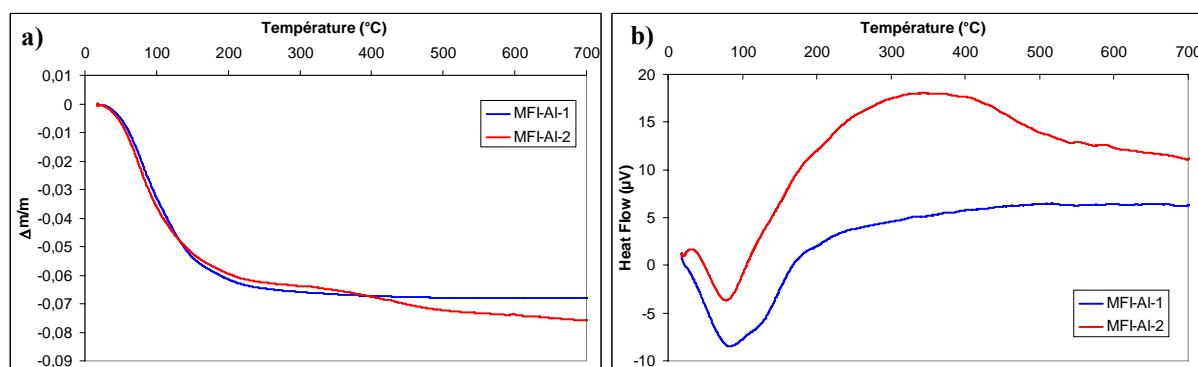 a)
Température (°C)
0 100 200 300 400 500 600 700
0,01
0
-0,01
-0,02
-0,03
-0,04
-0,05
-0,06
-0,07
-0,08
-0,09
Δm/m
MFI-Al-1
MFI-Al-2
b)
Température (°C)
0 100 200 300 400 500 600 700
20
15
10
5
0
-5
-10
Heat Flow (µV)
MFI-Al-1
MFI-Al-2